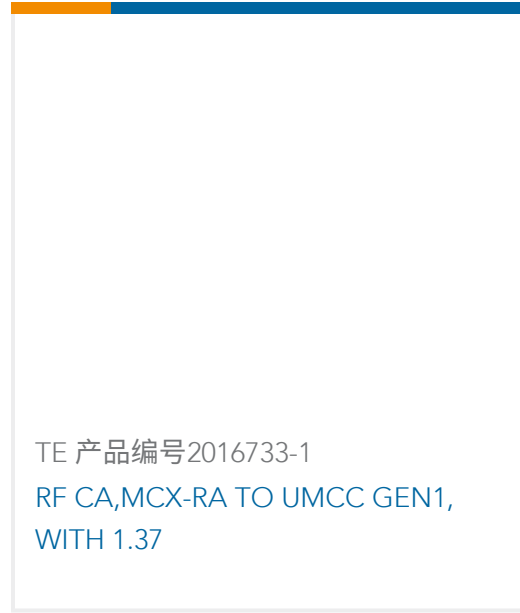 TE 产品编号2016733-1
RF CA,MCX-RA TO UMCC GEN1,
WITH 1.37